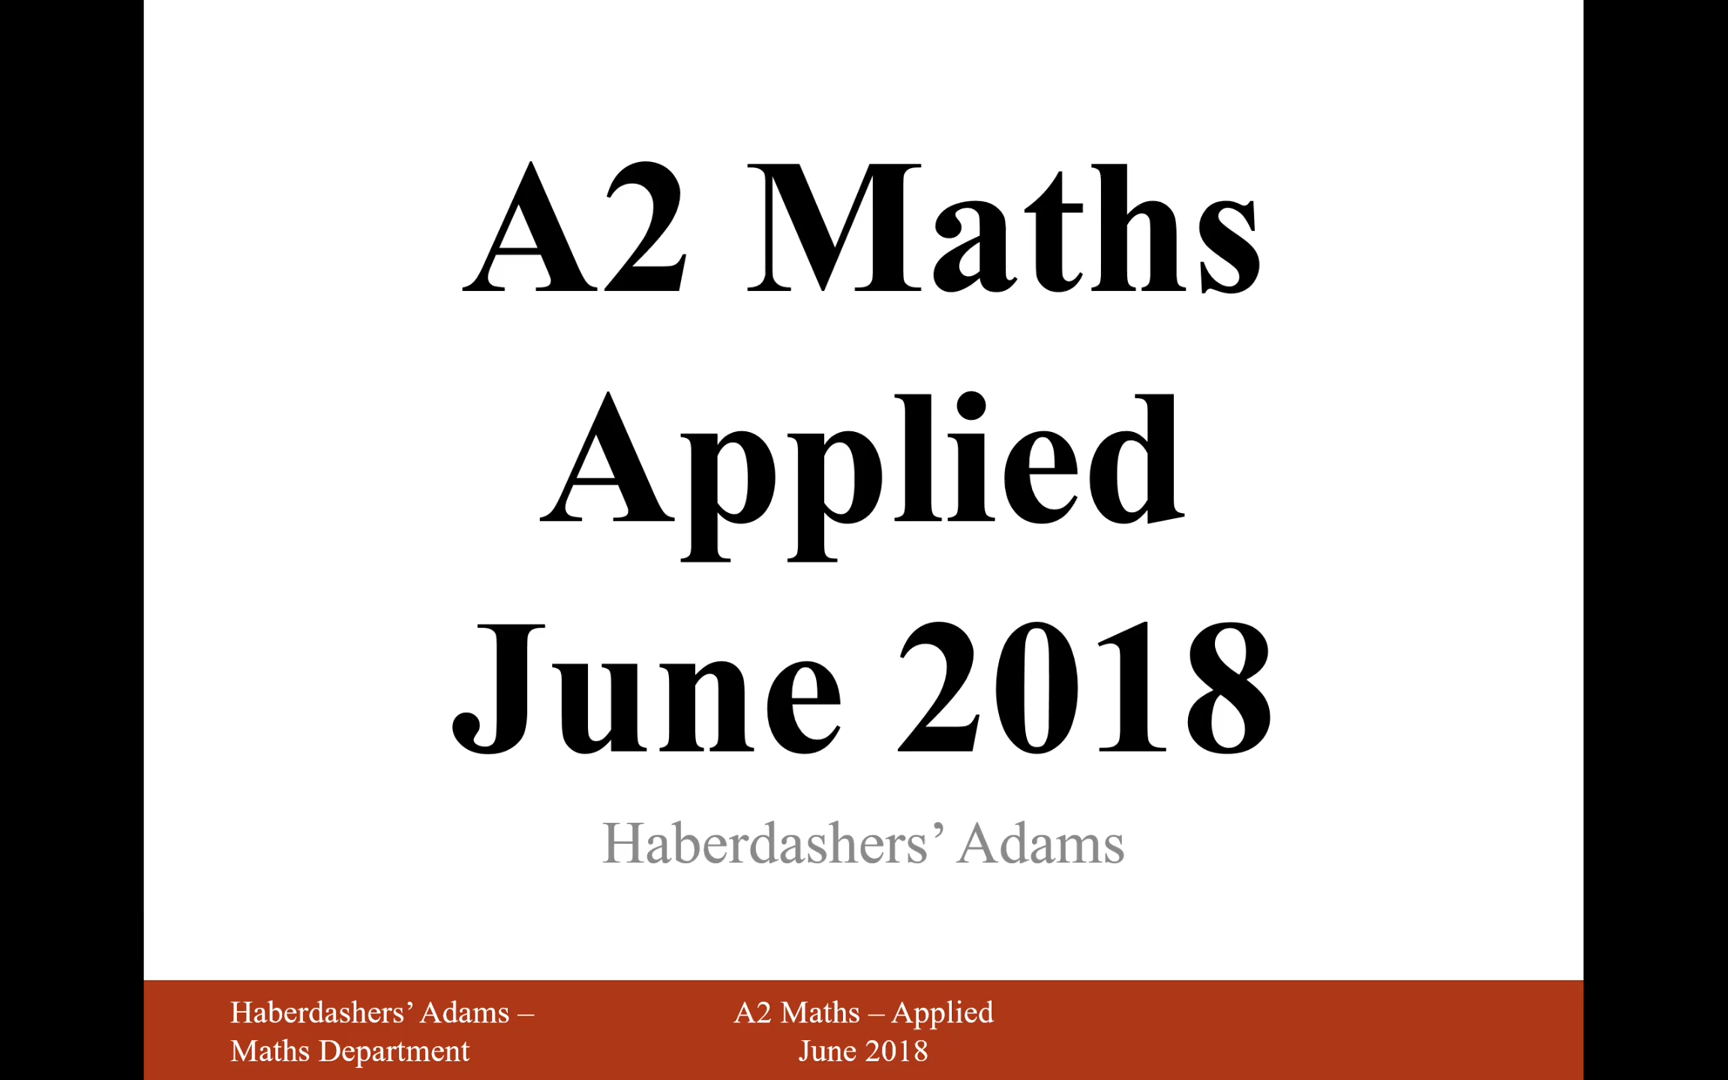 A2 Maths
Applied
June 2018
Haberdashers’ Adams
Haberdashers’ Adams –
Maths Department
A2 Maths – Applied
June 2018